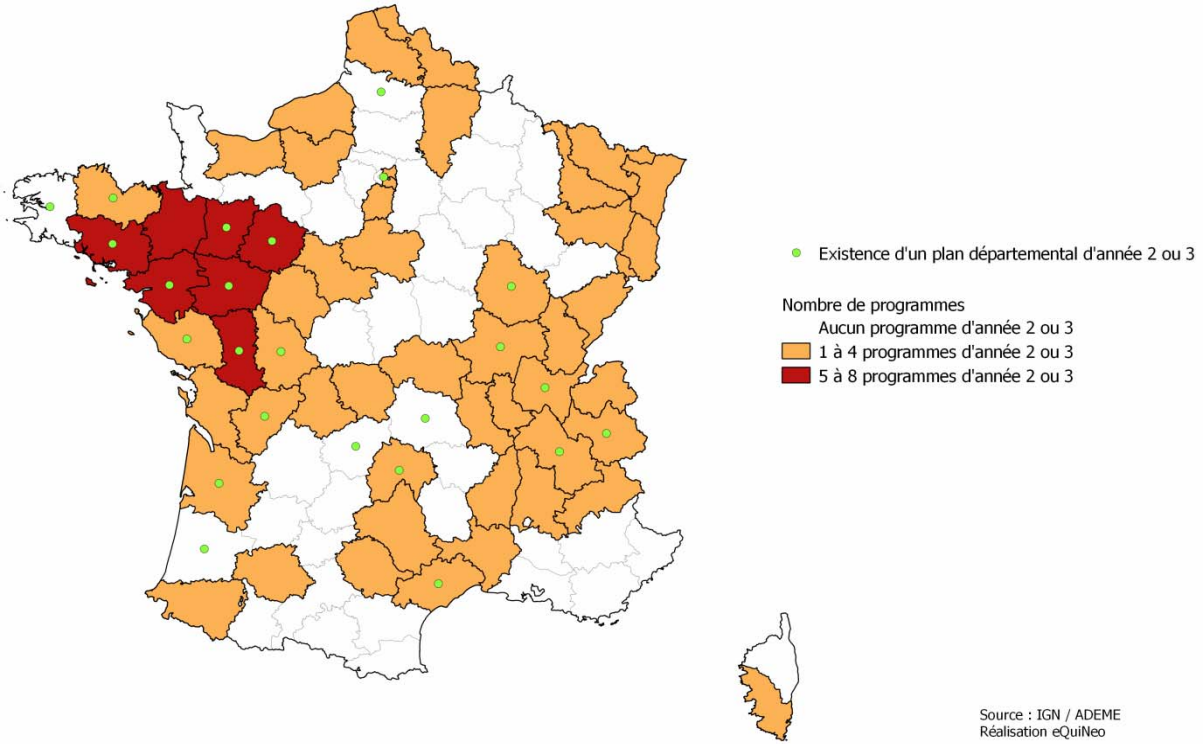 Existence d'un plan départemental d'année 2 ou 3
Nombre de programmes
Aucun programme d'année 2 ou 3
1 à 4 programmes d'année 2 ou 3
5 à 8 programmes d'année 2 ou 3
Source : IGN / ADEME
Réalisation eQuiNeo